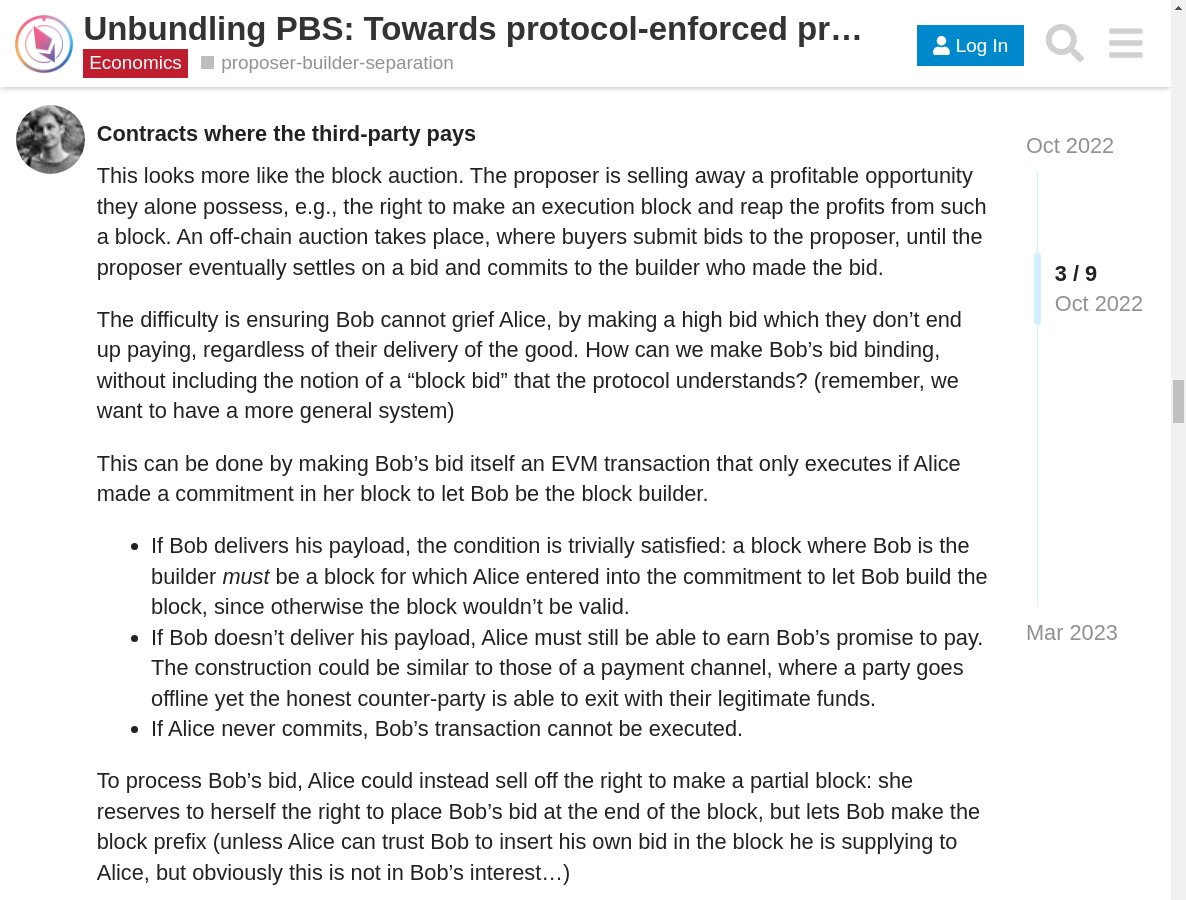 Unbundling PBS: Towards protocol-enforced pr…
Economics proposer-builder-separation
Log In
Contracts where the third-party pays
This looks more like the block auction. The proposer is selling away a profitable opportunity
they alone possess, e.g., the right to make an execution block and reap the profits from such
a block. An off-chain auction takes place, where buyers submit bids to the proposer, until the
proposer eventually settles on a bid and commits to the builder who made the bid.
The difficulty is ensuring Bob cannot grief Alice, by making a high bid which they don’t end
up paying, regardless of their delivery of the good. How can we make Bob’s bid binding,
without including the notion of a “block bid” that the protocol understands? (remember, we
want to have a more general system)
This can be done by making Bob’s bid itself an EVM transaction that only executes if Alice
made a commitment in her block to let Bob be the block builder.
If Bob delivers his payload, the condition is trivially satisfied: a block where Bob is the
builder must be a block for which Alice entered into the commitment to let Bob build the
block, since otherwise the block wouldn’t be valid.
If Bob doesn’t deliver his payload, Alice must still be able to earn Bob’s promise to pay.
The construction could be similar to those of a payment channel, where a party goes
offline yet the honest counter-party is able to exit with their legitimate funds.
If Alice never commits, Bob’s transaction cannot be executed.
To process Bob’s bid, Alice could instead sell off the right to make a partial block: she
reserves to herself the right to place Bob’s bid at the end of the block, but lets Bob make the
block prefix (unless Alice can trust Bob to insert his own bid in the block he is supplying to
Alice, but obviously this is not in Bob’s interest…)
Oct 2022
3 / 9
Oct 2022
Mar 2023